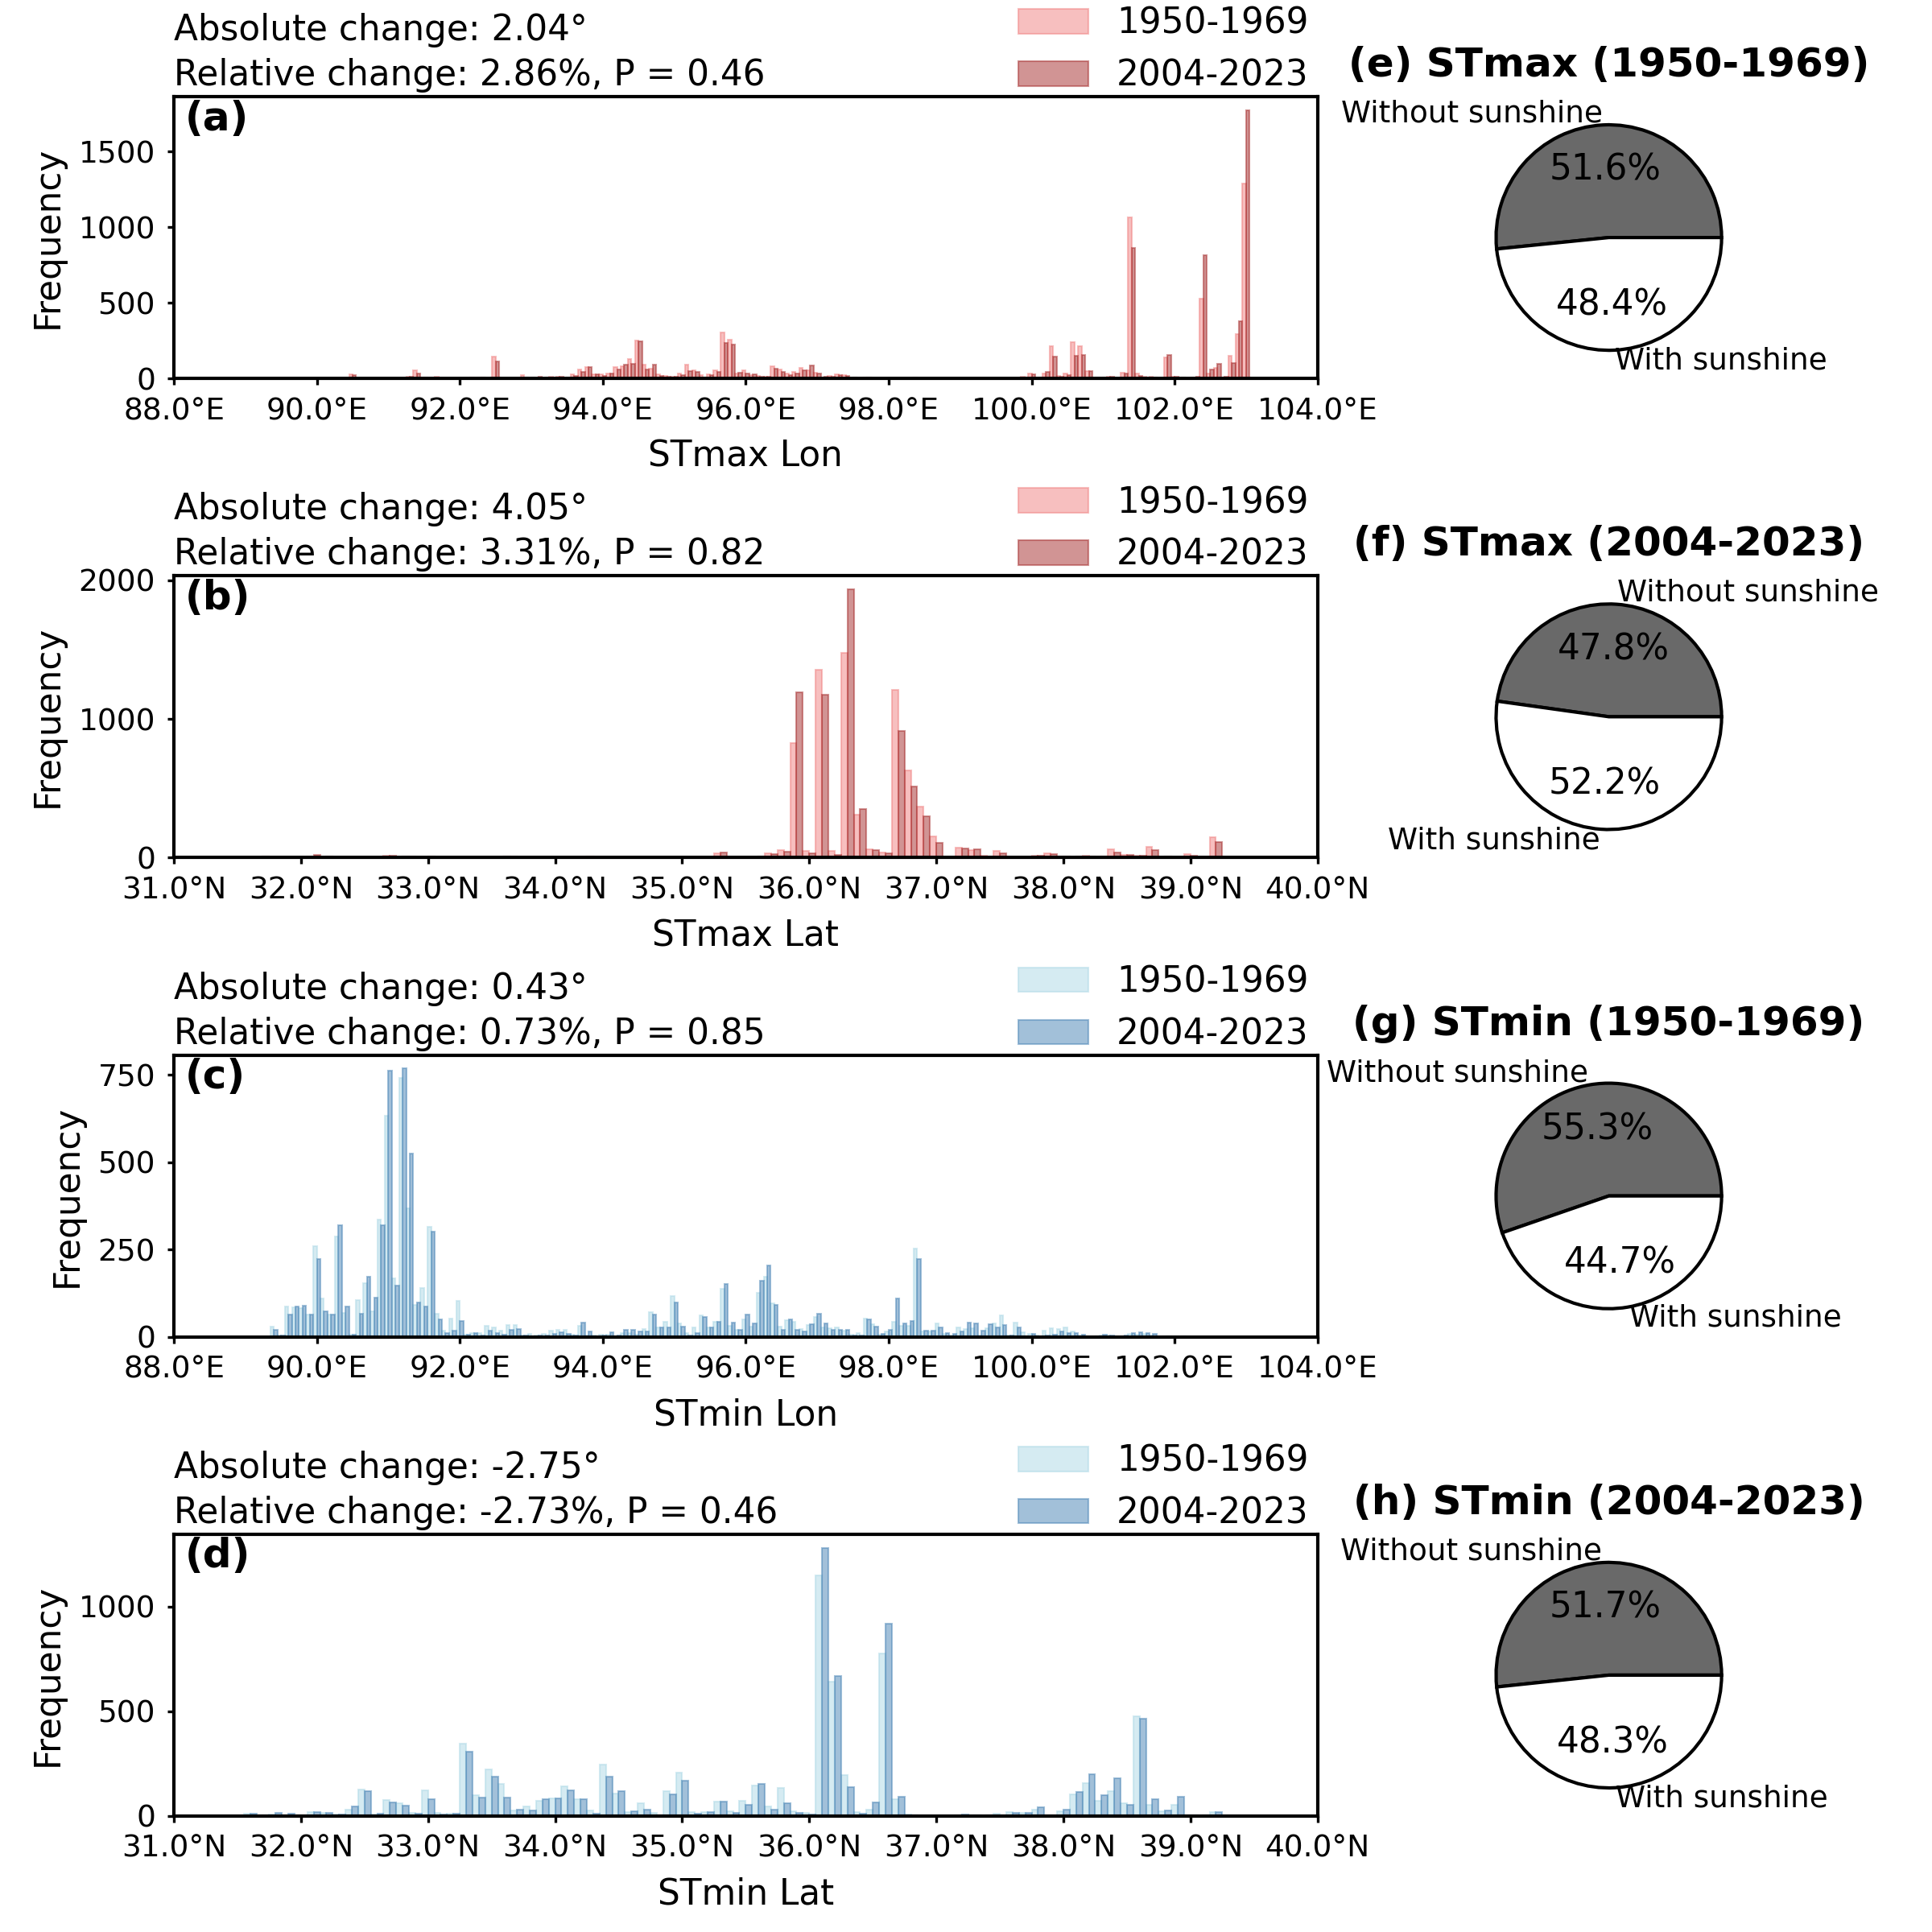 Absolute change: 2.04°
Relative change: 2.86%, P = 0.46
1950-1969
2004-2023
(a)
Frequency
1500
1000
500
0
88.0°E 90.0°E 92.0°E 94.0°E 96.0°E 98.0°E 100.0°E 102.0°E 104.0°E
STmax Lon
(e) STmax (1950-1969)
Without sunshine
51.6%
48.4%
With sunshine
Absolute change: 4.05°
Relative change: 3.31%, P = 0.82
1950-1969
2004-2023
(b)
Frequency
2000
1000
0
31.0°N 32.0°N 33.0°N 34.0°N 35.0°N 36.0°N 37.0°N 38.0°N 39.0°N 40.0°N
STmax Lat
(f) STmax (2004-2023)
Without sunshine
47.8%
52.2%
With sunshine
Absolute change: 0.43°
Relative change: 0.73%, P = 0.85
1950-1969
2004-2023
(c)
Frequency
750
500
250
0
88.0°E 90.0°E 92.0°E 94.0°E 96.0°E 98.0°E 100.0°E 102.0°E 104.0°E
STmin Lon
(g) STmin (1950-1969)
Without sunshine
55.3%
44.7%
With sunshine
Absolute change: -2.75°
Relative change: -2.73%, P = 0.46
1950-1969
2004-2023
(d)
Frequency
1000
500
0
31.0°N 32.0°N 33.0°N 34.0°N 35.0°N 36.0°N 37.0°N 38.0°N 39.0°N 40.0°N
STmin Lat
(h) STmin (2004-2023)
Without sunshine
51.7%
48.3%
With sunshine